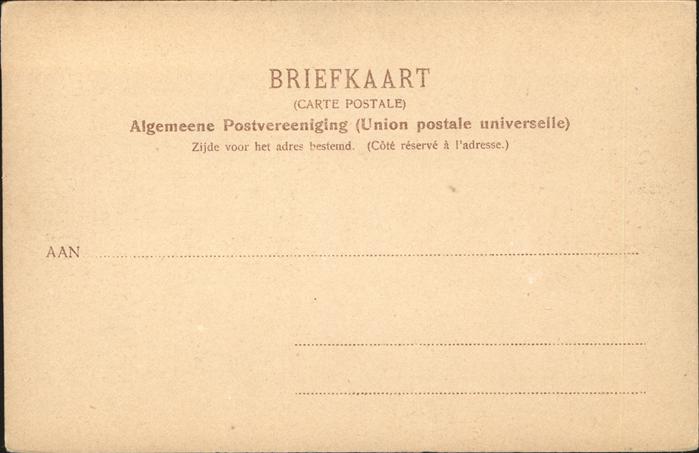 BRIEFKAART
(CARTE POSTALE)
Algemeene Postvereeniging (Union postale universelle)
Zijde voor het adres bestemd. (Côté réservé à l'adresse.)
AAN